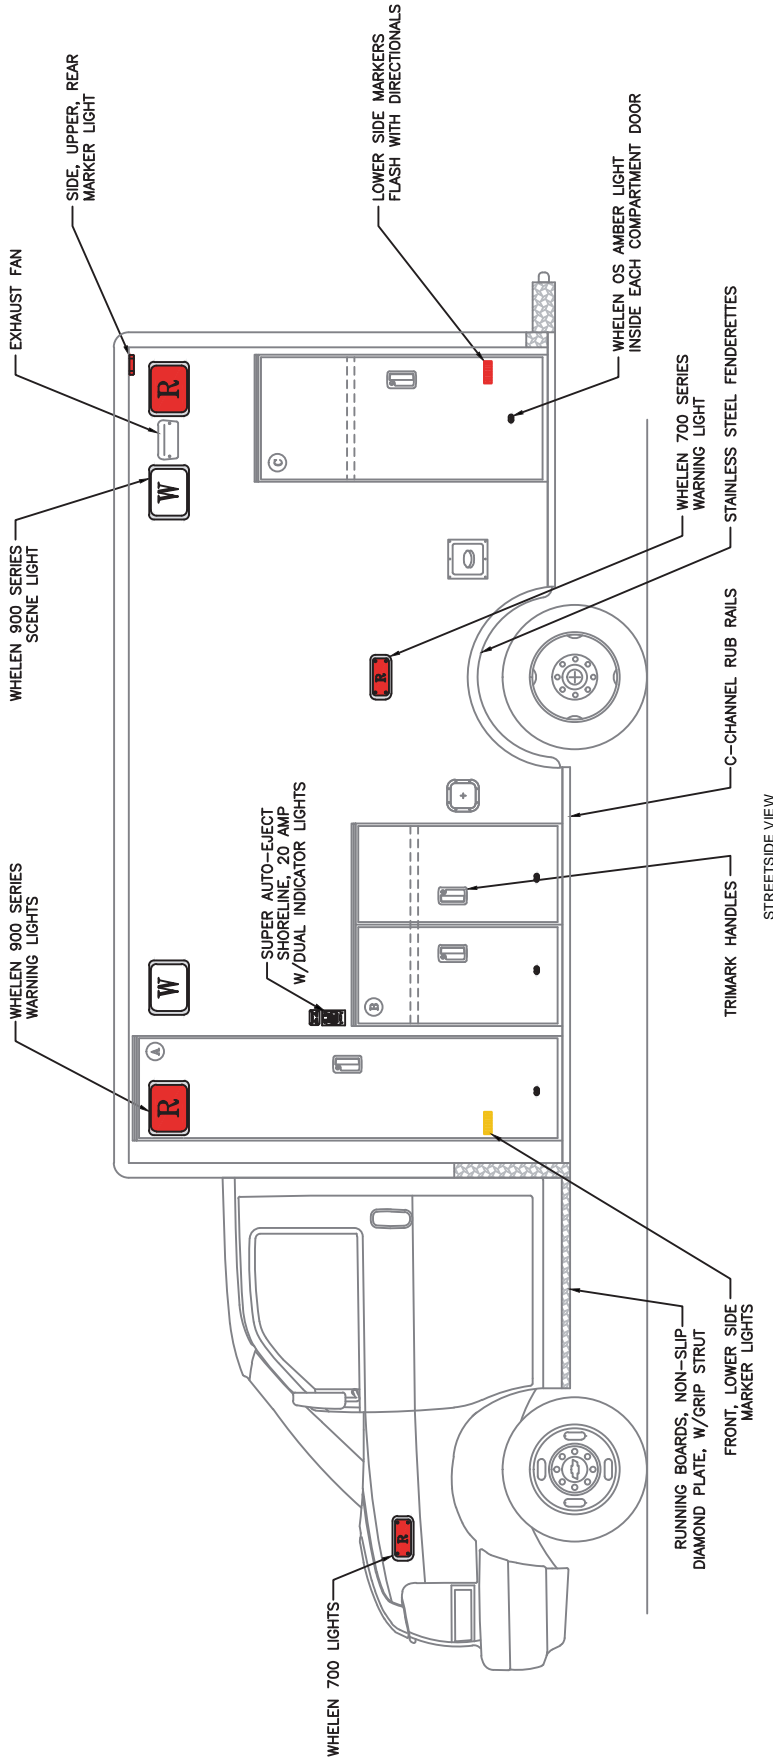 WHELEN 700 LIGHTS
WHELEN 900 SERIES
WARNING LIGHTS
WHELEN 900 SERIES
SCENE LIGHT
EXHAUST FAN
SIDE, UPPER, REAR
MARKER LIGHT
SUPER AUTO-EJECT
SHORELINE, 20 AMP
W/DUAL INDICATOR LIGHTS
LOWER SIDE MARKERS
FLASH WITH DIRECTIONALS
R
W
W
R
A
B
C
R
R
WHELEN OS AMBER LIGHT
INSIDE EACH COMPARTMENT DOOR
WHELEN 700 SERIES
WARNING LIGHT
STAINLESS STEEL FENDERETTES
C-CHANNEL RUB RAILS
TRIMARK HANDLES
FRONT, LOWER SIDE
MARKER LIGHTS
RUNNING BOARDS, NON-SLIP
DIAMOND PLATE, W/GRIP STRUT
STREETSIDE VIEW